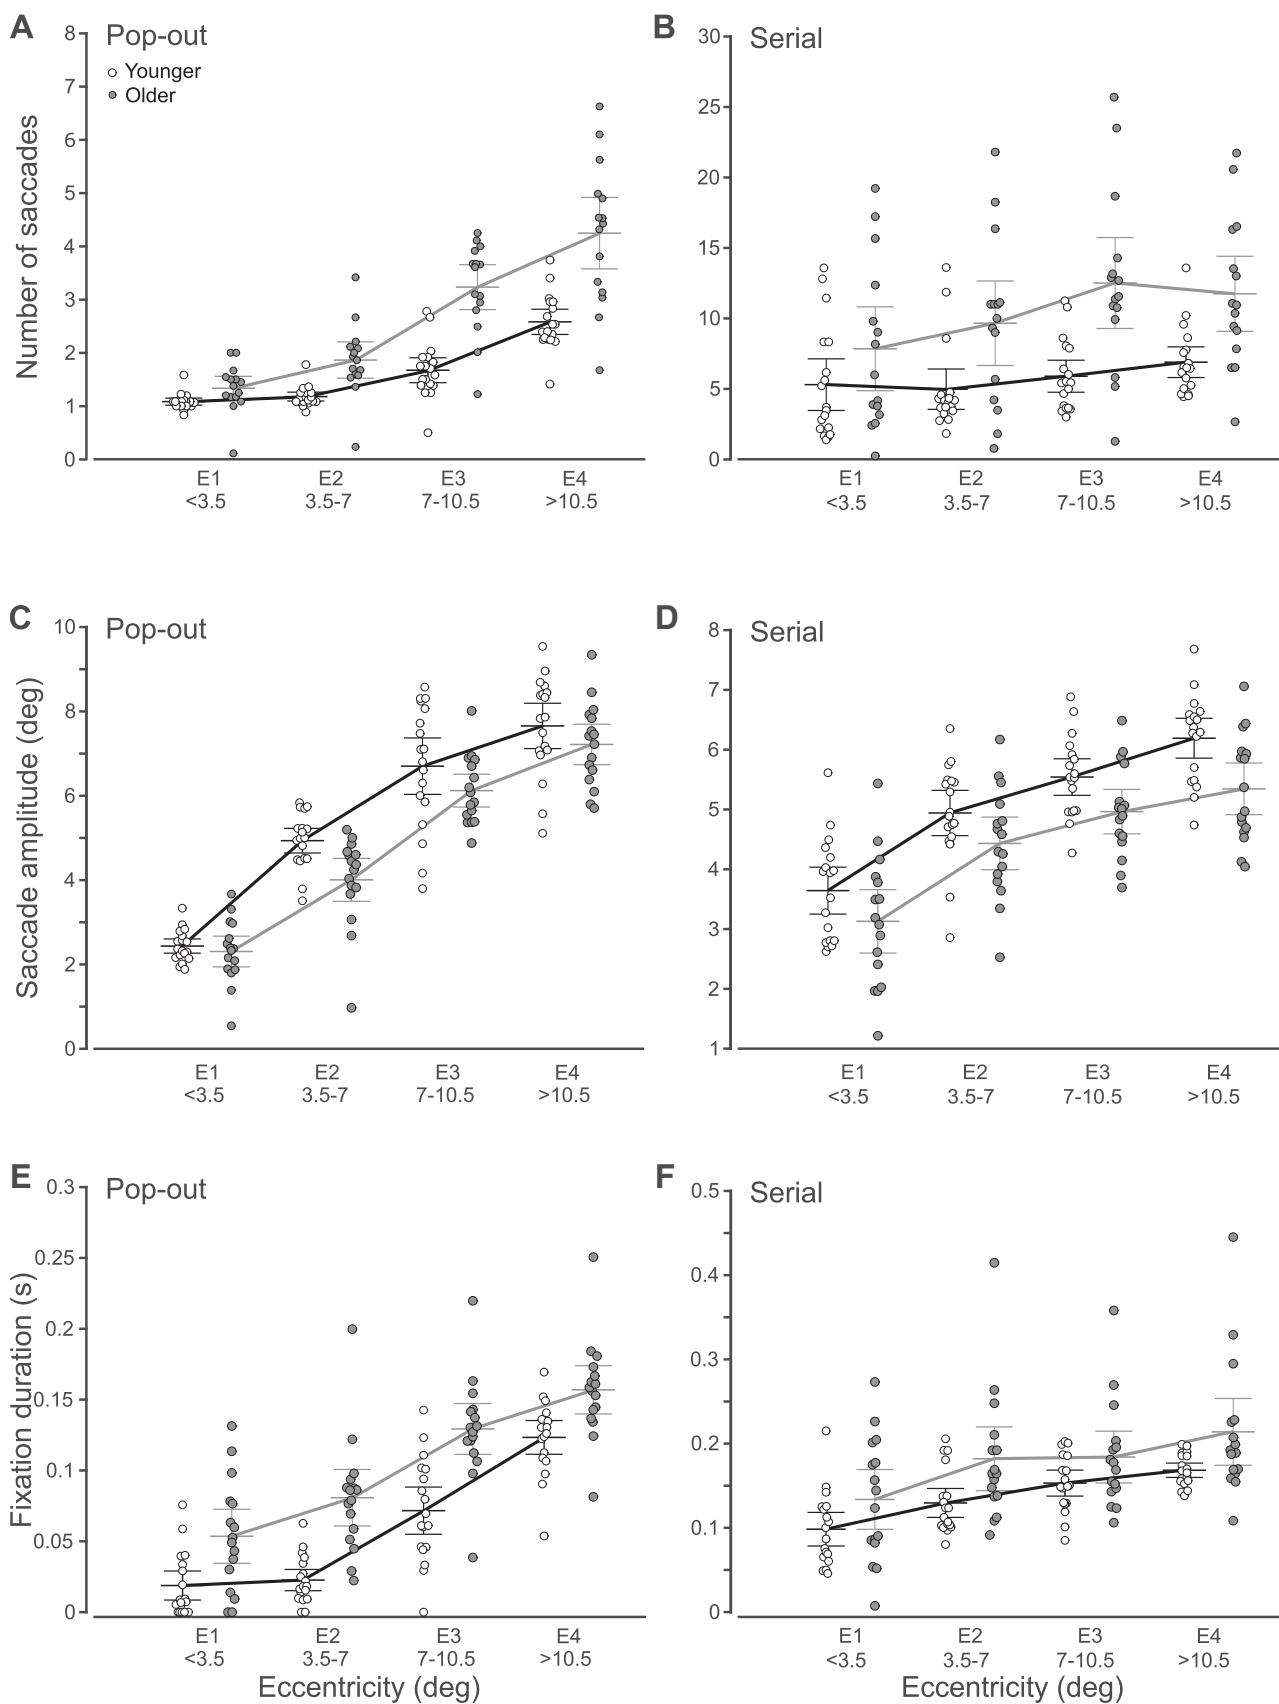 A
Pop-out
Younger
Older
8
7
6
5
4
3
2
1
0
Number of saccades
E1 E2 E3 E4
<3.5 3.5-7 7-10.5 >10.5
B
Serial
30
25
20
15
10
5
0
E1 E2 E3 E4
<3.5 3.5-7 7-10.5 >10.5
C
Pop-out
10
8
6
4
2
0
Saccade amplitude (deg)
E1 E2 E3 E4
<3.5 3.5-7 7-10.5 >10.5
D
Serial
8
7
6
5
4
3
2
1
E1 E2 E3 E4
<3.5 3.5-7 7-10.5 >10.5
E
Pop-out
0.3
0.25
0.2
0.15
0.1
0.05
0
Fixation duration (s)
E1 E2 E3 E4
<3.5 3.5-7 7-10.5 >10.5
Eccentricity (deg)
F
Serial
0.5
0.4
0.3
0.2
0.1
0
E1 E2 E3 E4
<3.5 3.5-7 7-10.5 >10.5
Eccentricity (deg)